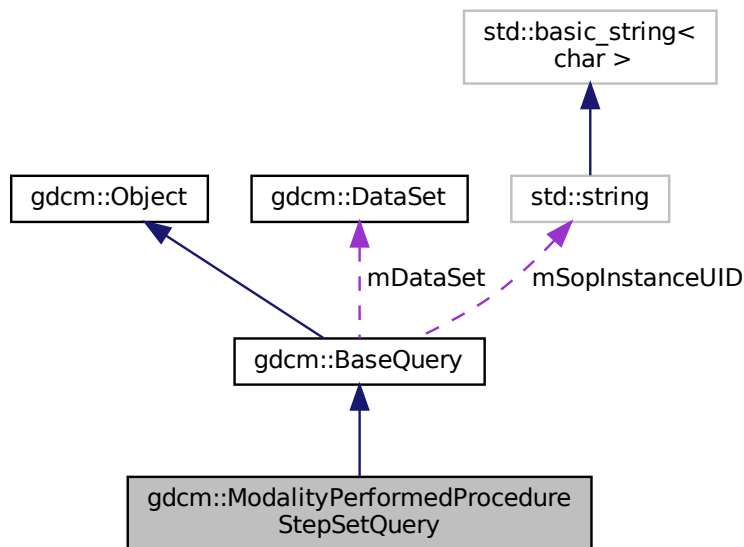 std::basic_string<
char >
gdcm::Object
gdcm::DataSet
std::string
mDataSet
mSopInstanceUID
gdcm::BaseQuery
gdcm::ModalityPerformedProcedure
StepSetQuery